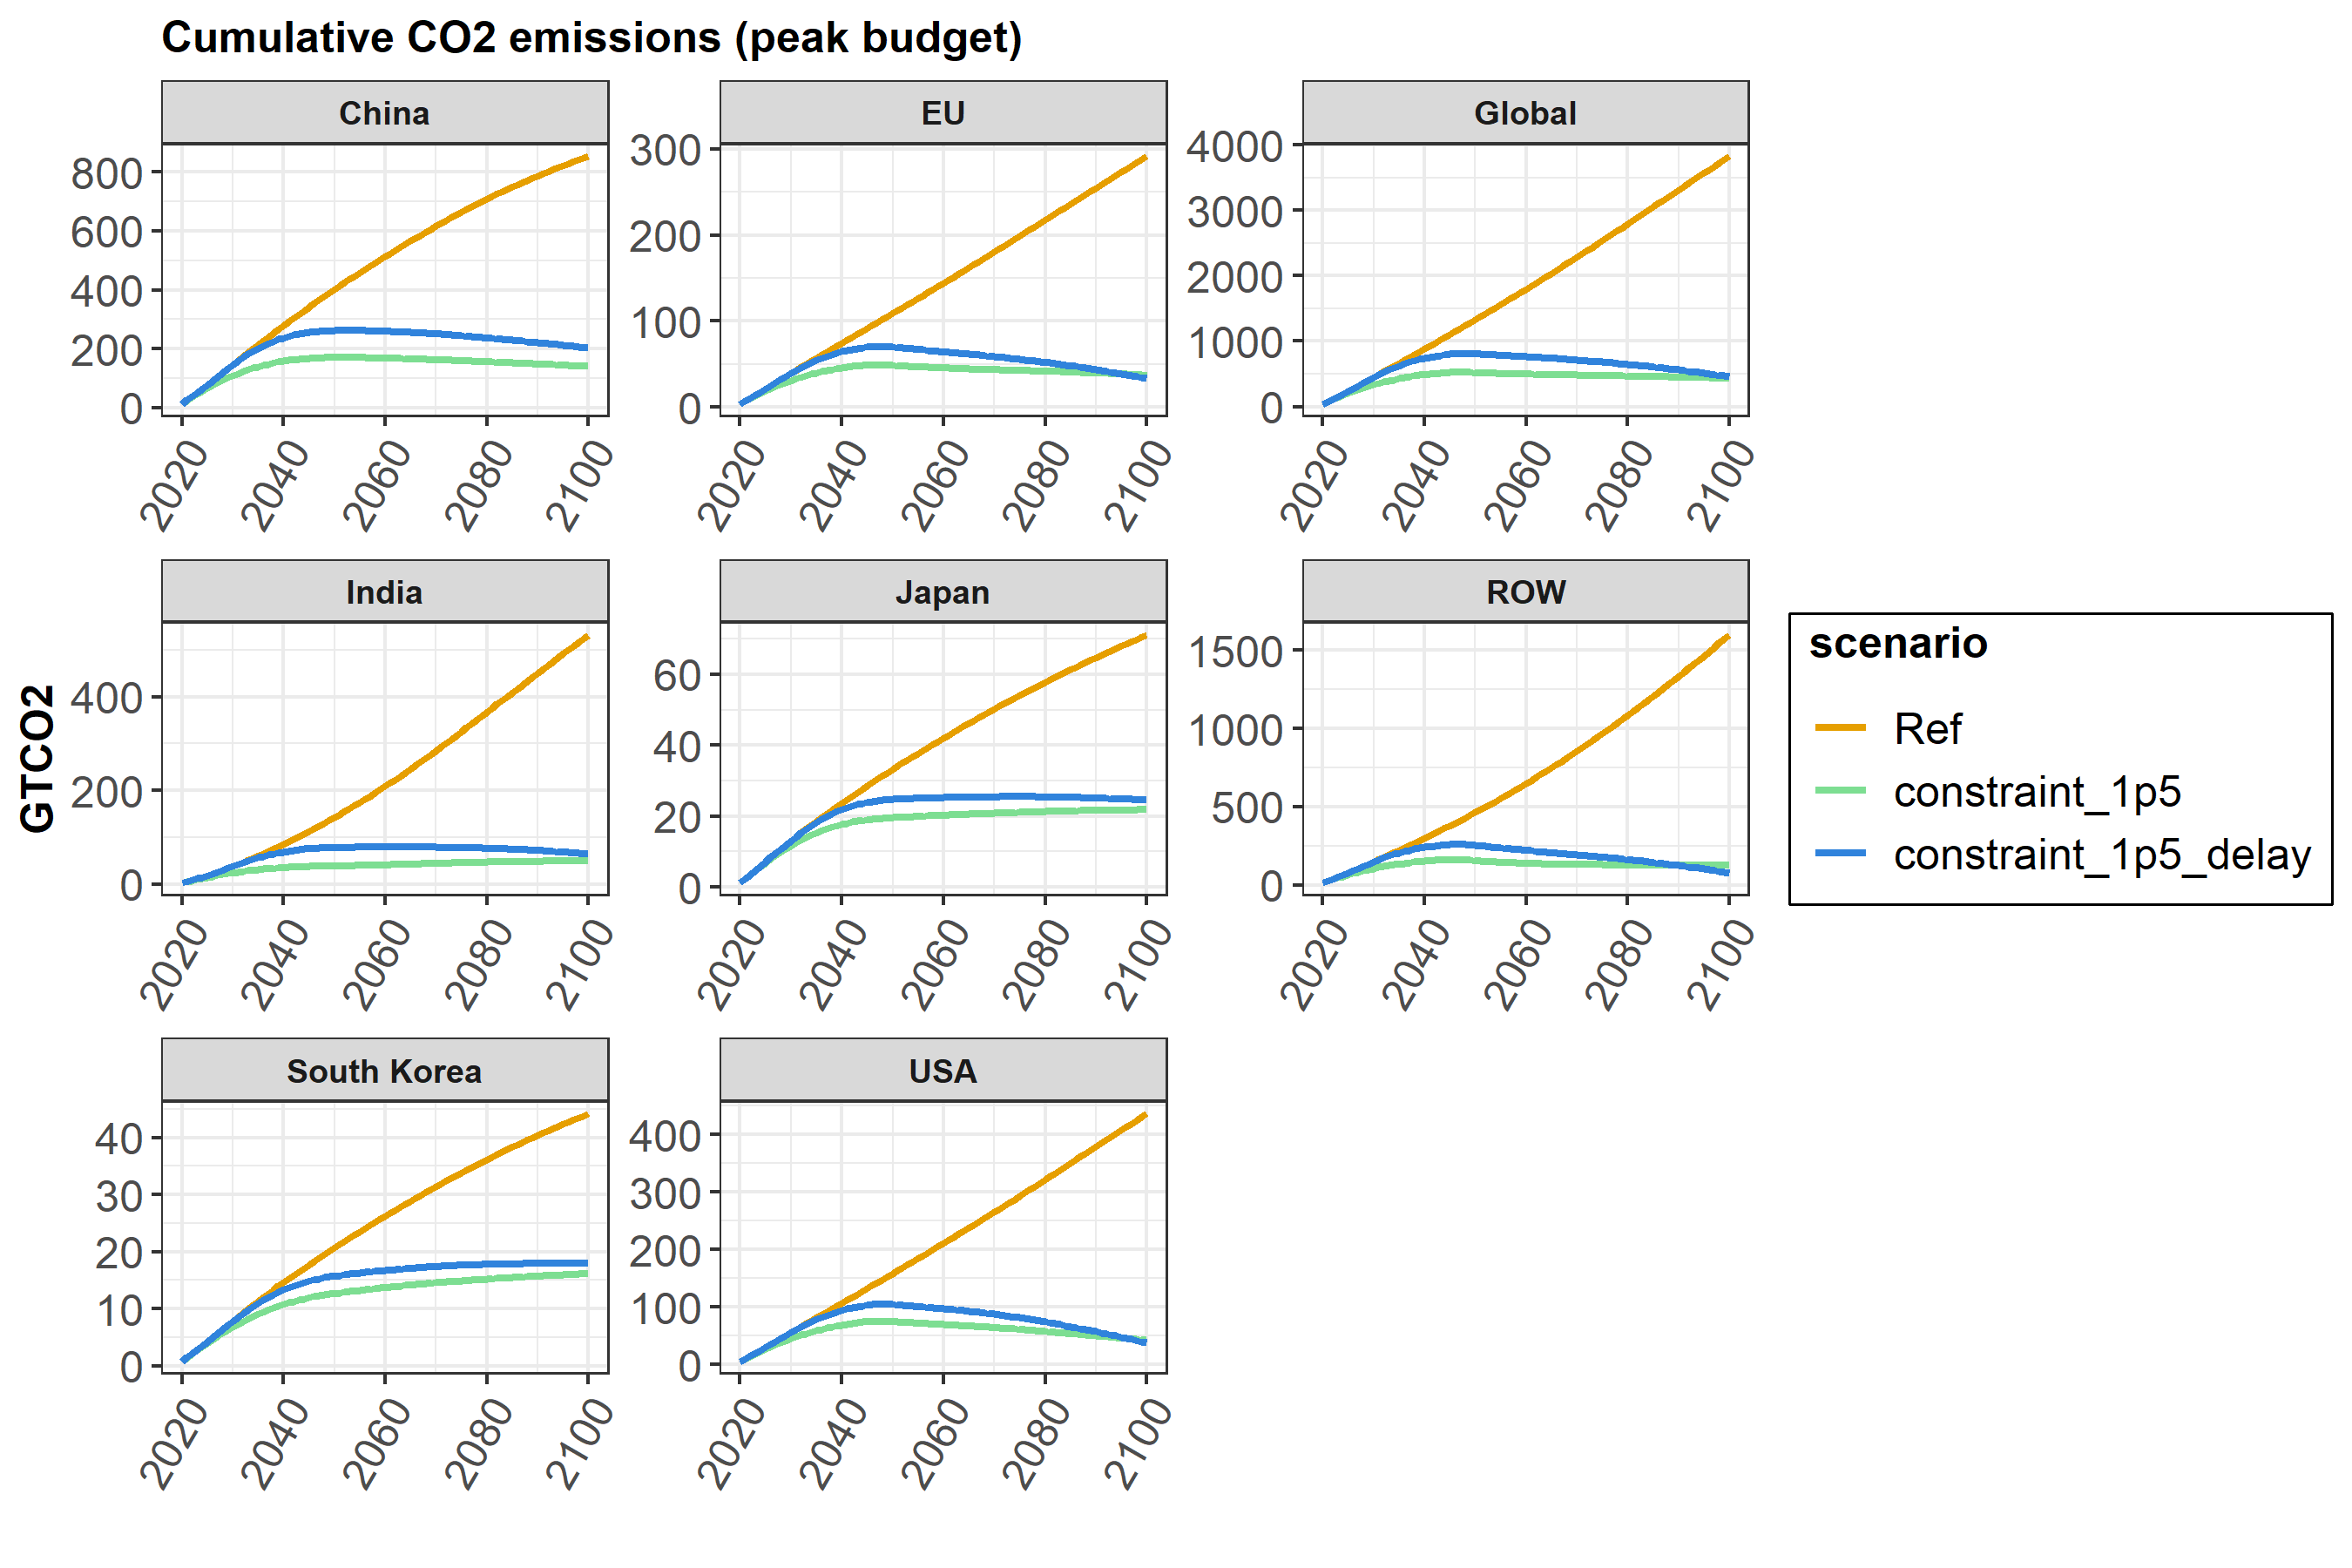 Cumulative CO2 emissions (peak budget)
China
EU
Global
800
600
400
200
0
300
200
100
0
4000
3000
2000
1000
0
2020 2040 2060 2080 2100
2020 2040 2060 2080 2100
2020 2040 2060 2080 2100
GTCO2
India
Japan
ROW
400
200
0
60
40
20
0
1500
1000
500
0
2020 2040 2060 2080 2100
2020 2040 2060 2080 2100
2020 2040 2060 2080 2100
South Korea
USA
40
30
20
10
0
400
300
200
100
0
2020 2040 2060 2080 2100
2020 2040 2060 2080 2100
scenario
Ref
constraint_1p5
constraint_1p5_delay